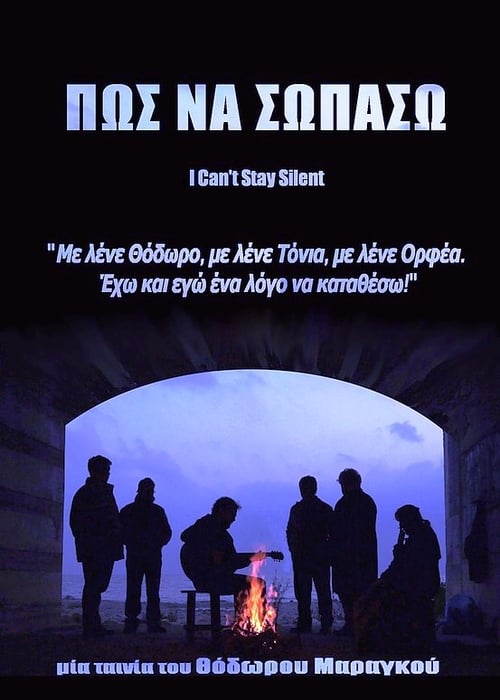 ΠΩΣ ΝΑ ΣΩΠΑΣΩ
I Can't Stay Silent
"Με λένε Θόδωρο, με λένε Τόνια, με λένε Ορφέα.
Έχω και εγώ ένα λόγο να καταθέσω!"
μία ταινία του Θόδωρου Μαραγκού